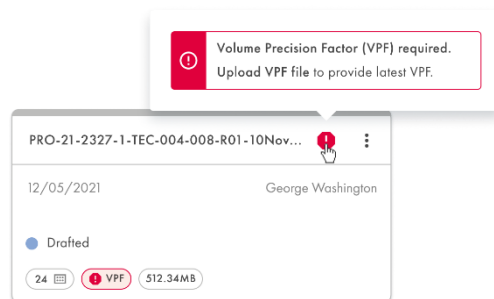 Volume Precision Factor (VPF) required.
Upload VPF file to provide latest VPF.
PRO-21-2327-1-TEC-004-008-R01-10Nov...
12/05/2021 George Washington
Drafted
24 VPF 512.34MB